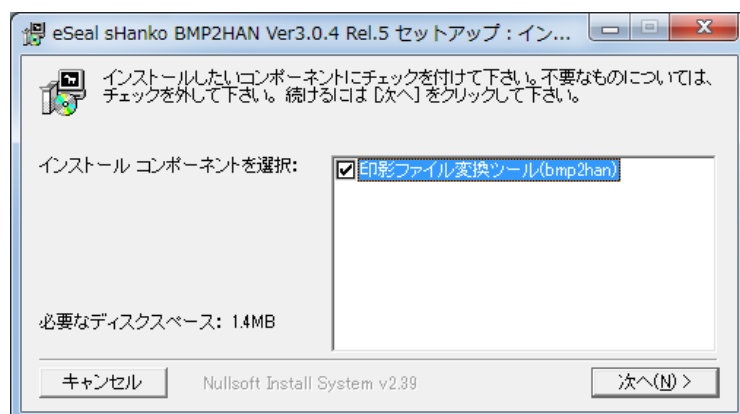 eSeal sHanko BMP2HAN Ver3.0.4 Rel.5 セットアップ：イン...
インストールしたいコンポーネントにチェックを付けて下さい。不要なものについては、
チェックを外して下さい。続けるには [次へ] をクリックして下さい。
インストール コンポーネントを選択:
印影ファイル変換ツール(bmp2han)
必要なディスクスペース: 1.4MB
キャンセル
Nullsoft Install System v2.39
次へ(N) >